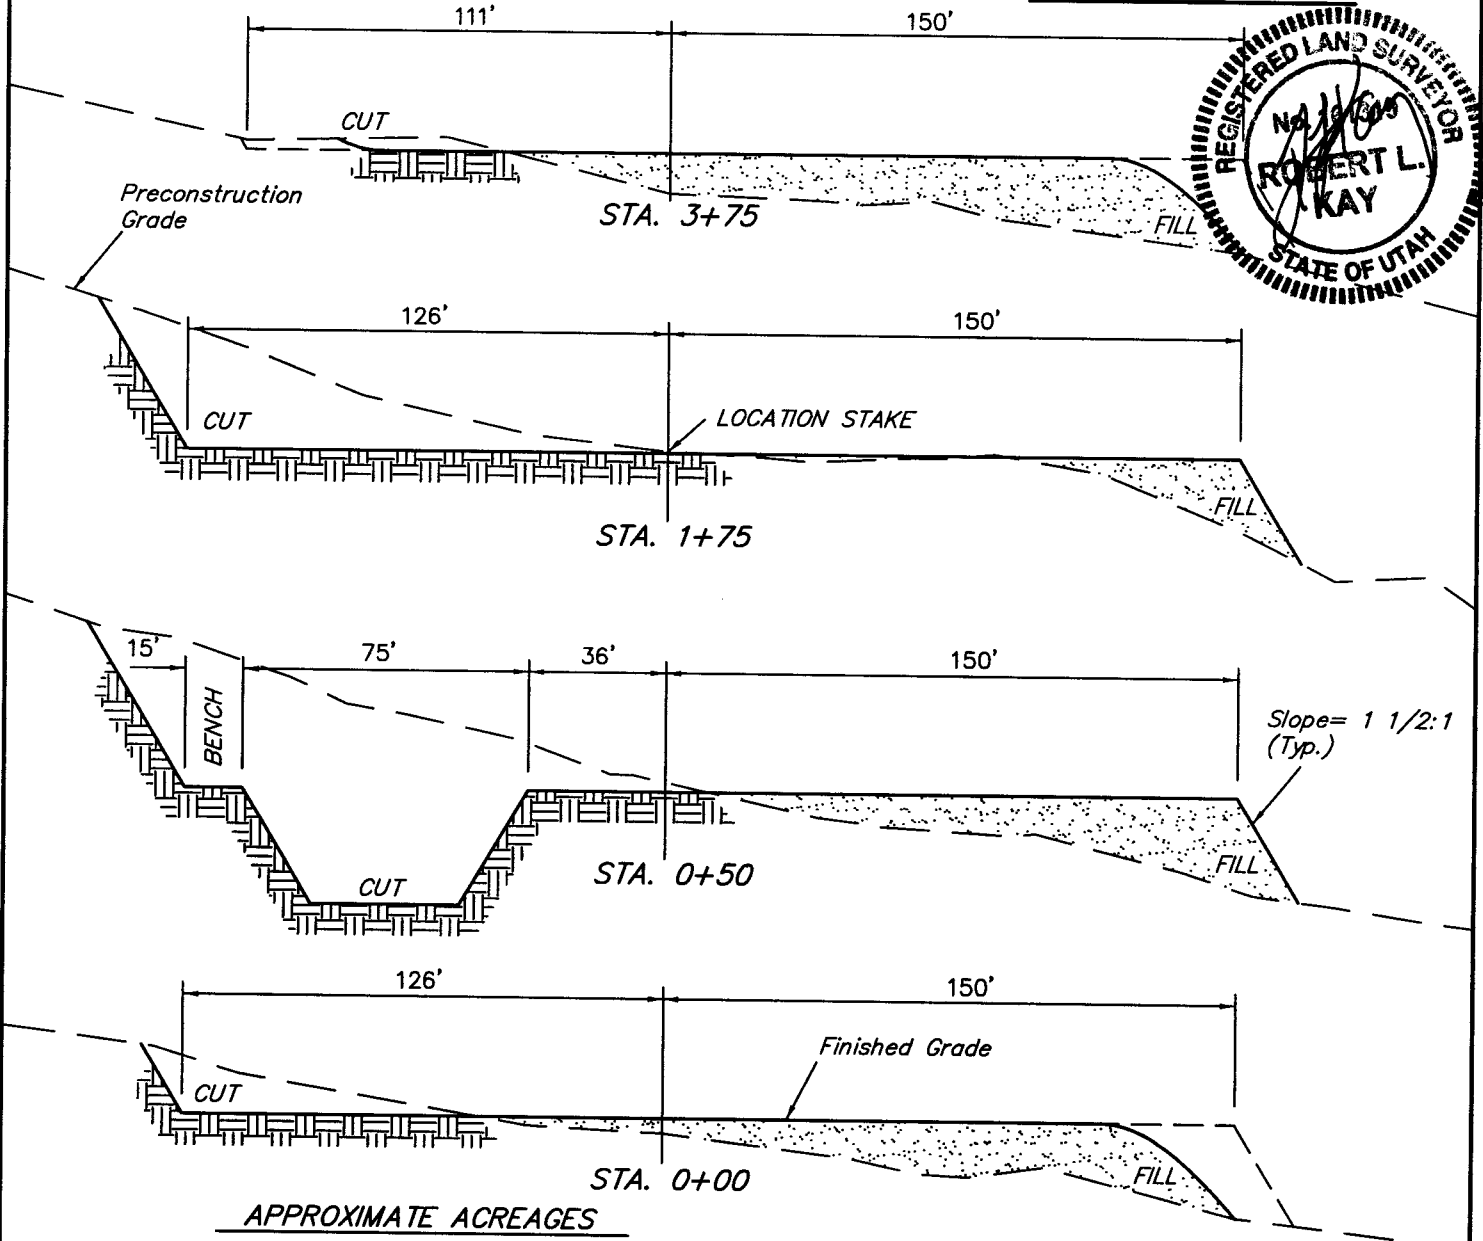 111'
150'
CUT
REGISTERED LAND SURVEYOR
No.
ROBERT L.
KAY
STATE OF UTAH
Preconstruction
Grade
STA. 3+75
FILL
126'
150'
CUT
LOCATION STAKE
FILL
STA. 1+75
15'
75'
36'
150'
BENCH
Slope= 1 1/2:1
(Typ.)
CUT
STA. 0+50
FILL
126'
150'
Finished Grade
CUT
STA. 0+00
FILL
APPROXIMATE ACREAGES